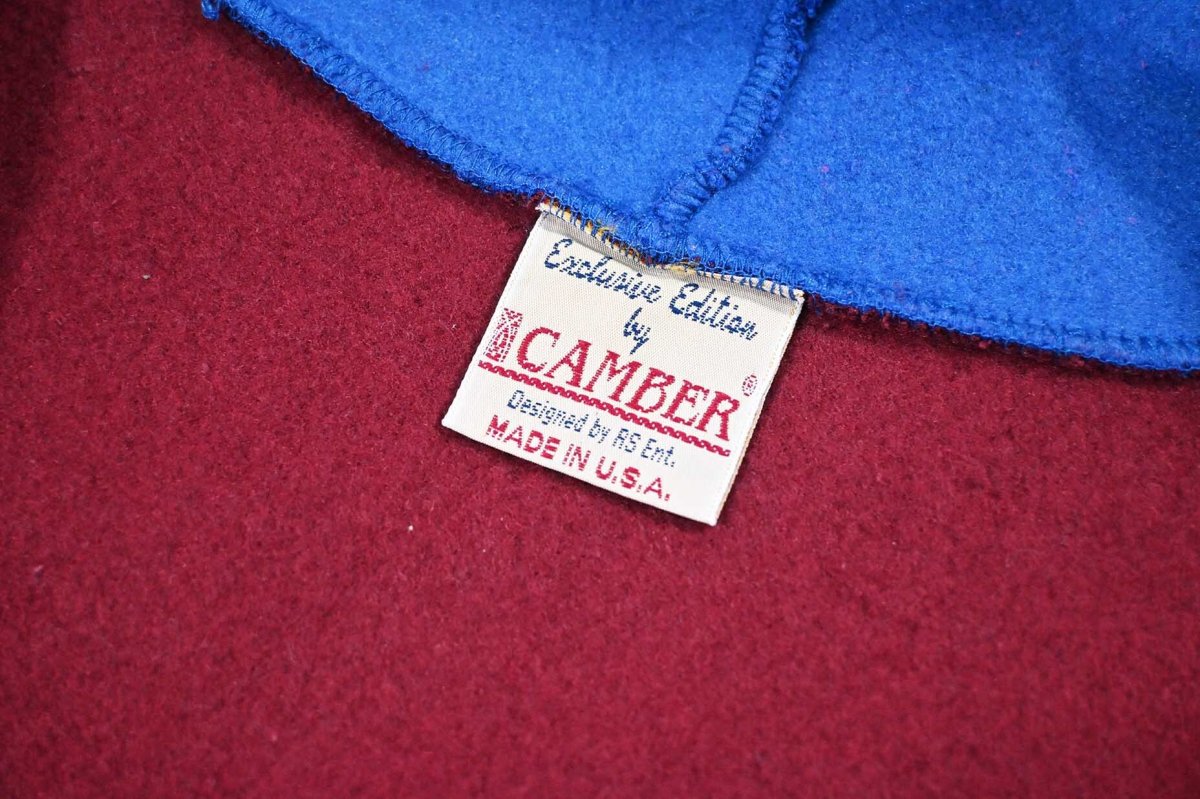 Exclusive Edition
by
CAMBER®
Designed by RS Ent.
MADE IN U.S.A.